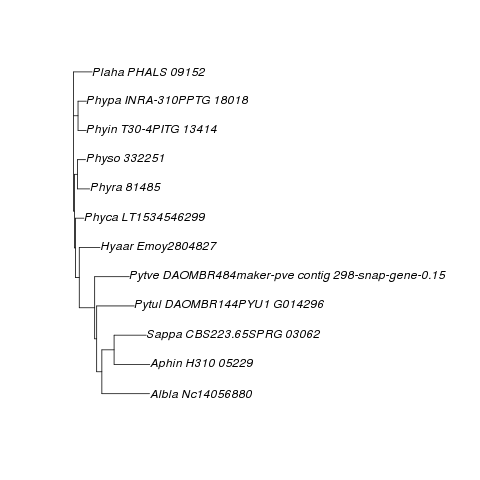 Plaha PHALS 09152
Phypa INRA-310PPTG 18018
Phyin T30-4PITG 13414
Physo 332251
Phyra 81485
Phyca LT1534546299
Hyaar Emoy2804827
Pytve DAOMBR484maker-pve contig 298-snap-gene-0.15
Pytul DAOMBR144PYU1 G014296
Sappa CBS223.65SPRG 03062
Aphin H310 05229
Albla Nc14056880